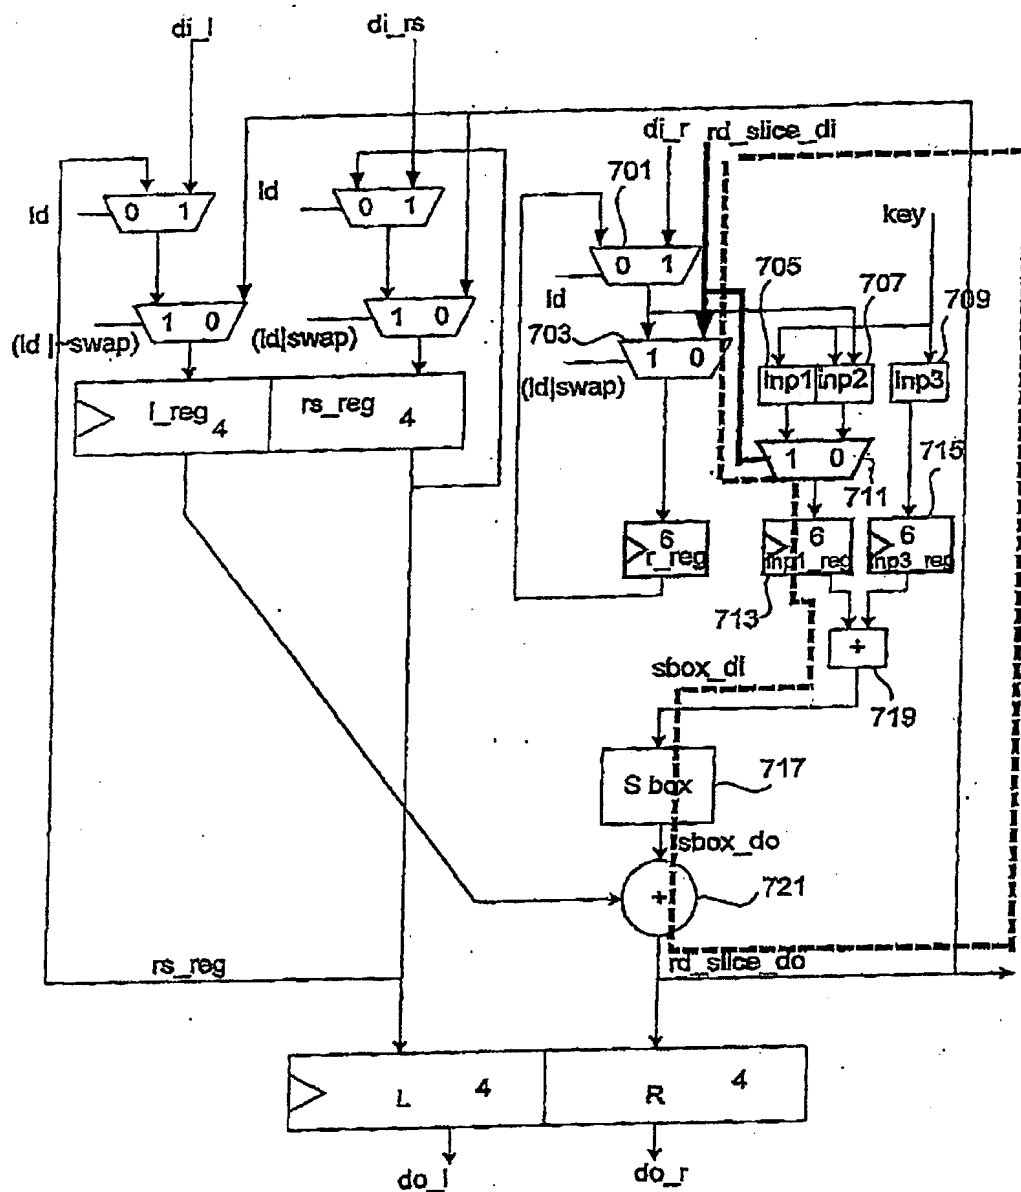 di_l
di_rs
di_r
rd_slice_di
701
ld
0 1
ld
0 1
key
0 1
705
707
709
ld
1 0
1 0
703
(ld | ~swap)
(ld|swap)
1 0
inp1
inp2
inp3
(ld|swap)
l_reg 4
rs_reg 4
1 0
715
711
6
r_reg
6
inp1_reg
6
inp3_reg
713
+
sbox_di
719
S box
717
sbox_do
+
721
rs_reg
rd_slice_do
L 4
R 4
do_l
do_r